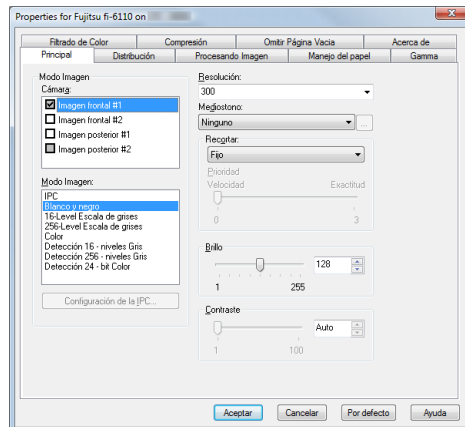 Properties for Fujitsu fi-6110 on
Filtrado de Color
Compresión
Omitir Página Vacia
Acerca de
Principal
Distribución
Procesando Imagen
Manejo del papel
Gamma
Modo Imagen
Cámara:
Imagen frontal #1
Imagen frontal #2
Imagen posterior #1
Imagen posterior #2
Modo Imagen:
IPC
Blanco y negro
16-Level Escala de grises
256-Level Escala de grises
Color
Detección 16 - niveles Gris
Detección 256 - niveles Gris
Detección 24 - bit Color
Configuración de la IPC...
Resolución:
300
Mediostono:
Ninguno
...
Recortar:
Fijo
Prioridad
Velocidad Exactitud
0 3
Brillo
128
1 255
Contraste
Auto
1 100
Aceptar
Cancelar
Por defecto
Ayuda